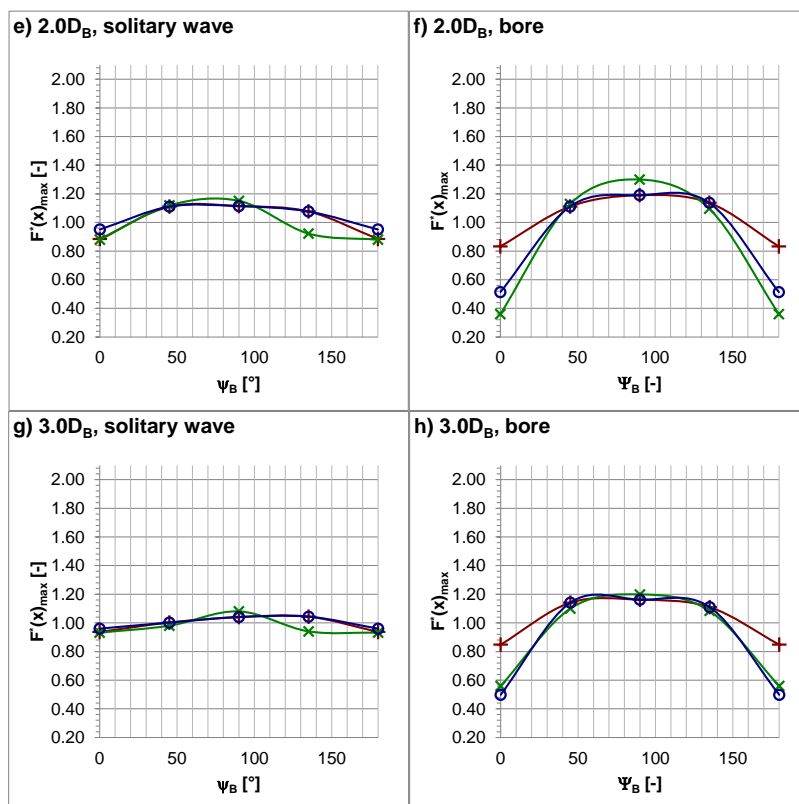 e) 2.0D_B, solitary wave
F'(x)_max [-]
2.00
1.80
1.60
1.40
1.20
1.00
0.80
0.60
0.40
0.20
0 50 100 150
ψ_B [°]
f) 2.0D_B, bore
F'(x)_max
2.00
1.80
1.60
1.40
1.20
1.00
0.80
0.60
0.40
0.20
0 50 100 150
Ψ_B [-]
g) 3.0D_B, solitary wave
F'(x)_max [-]
2.00
1.80
1.60
1.40
1.20
1.00
0.80
0.60
0.40
0.20
0 50 100 150
ψ_B [°]
h) 3.0D_B, bore
F'(x)_max
2.00
1.80
1.60
1.40
1.20
1.00
0.80
0.60
0.40
0.20
0 50 100 150
Ψ_B [-]